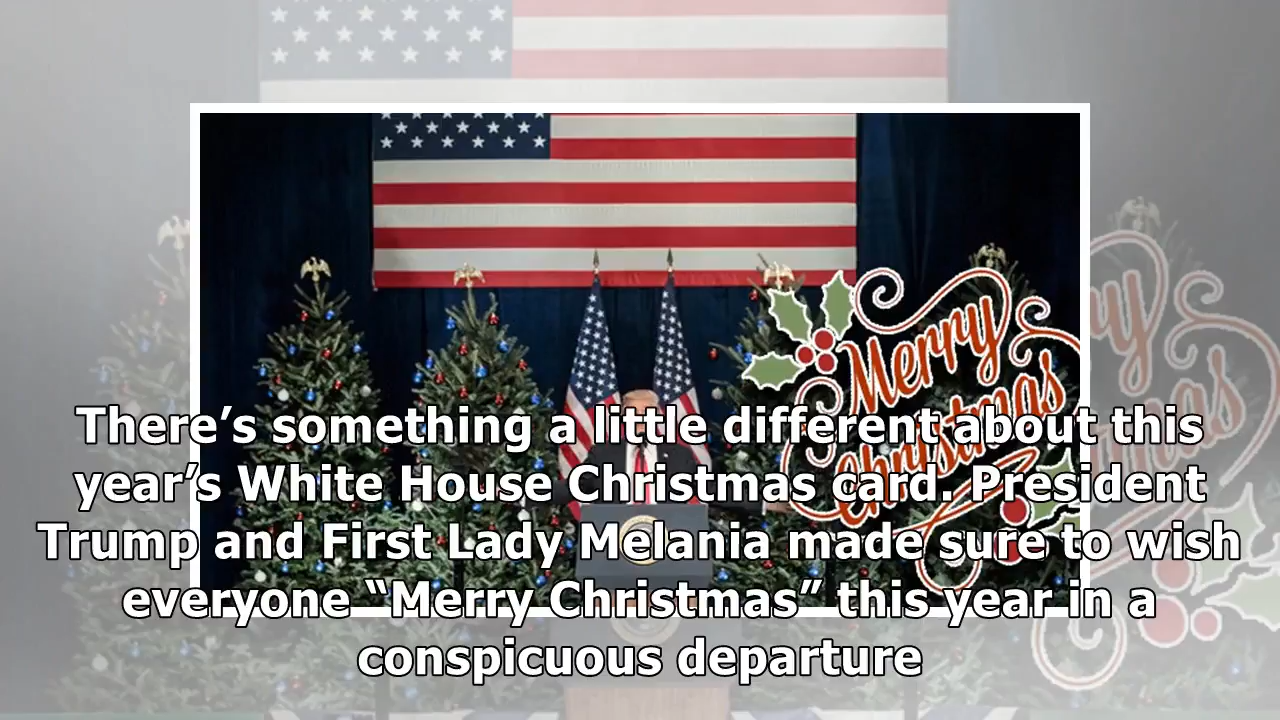 Merry
Christmas
There’s something a little different about this
year’s White House Christmas card. President
Trump and First Lady Melania made sure to wish
everyone “Merry Christmas” this year in a
conspicuous departure